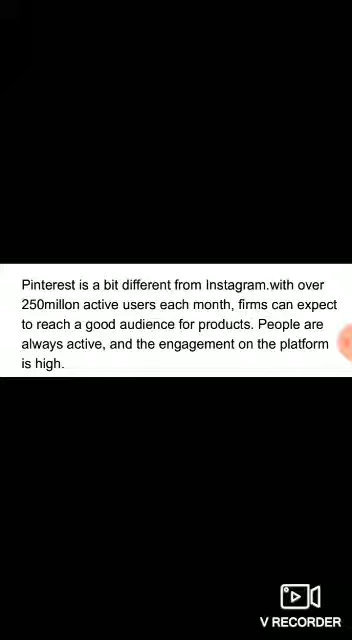 Pinterest is a bit different from Instagram.with over
250millon active users each month, firms can expect
to reach a good audience for products. People are
always active, and the engagement on the platform
is high.
V RECORDER